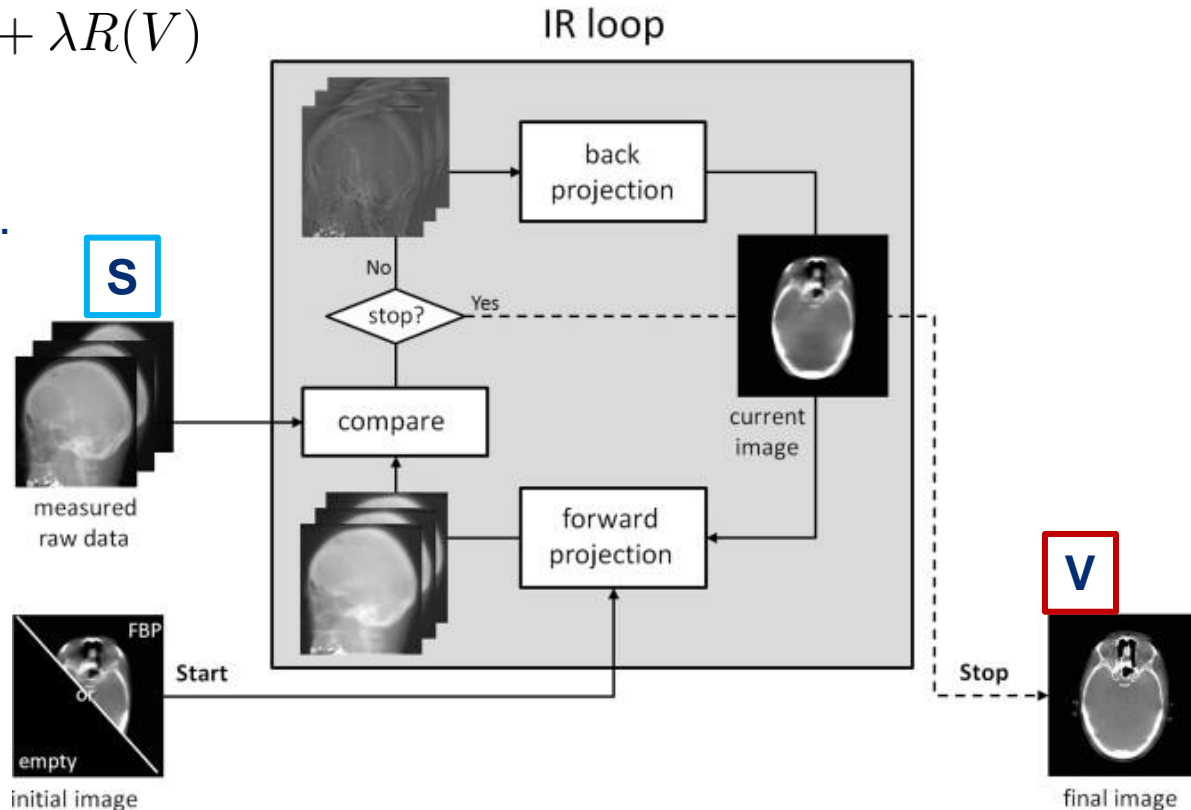 + λR(V)
IR loop
.
back
projection
S
No
stop?
Yes
compare
current
image
measured
raw data
forward
projection
V
FBP
or
empty
Start
Stop
initial image
final image